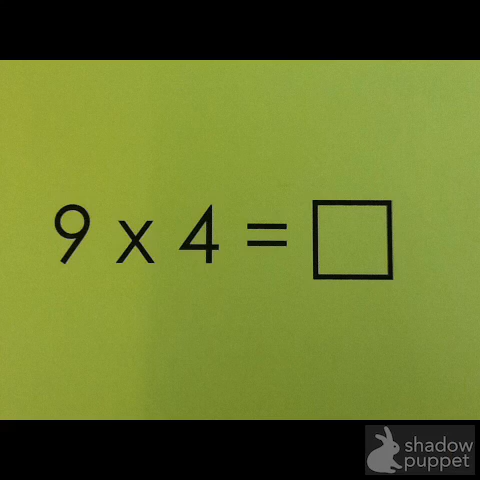 9 x 4 = □
shadow
puppet